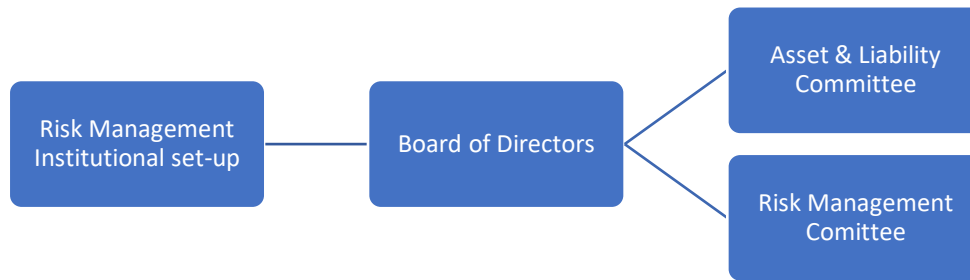 Risk Management
Institutional set-up
Board of Directors
Asset & Liability
Committee
Risk Management
Comittee